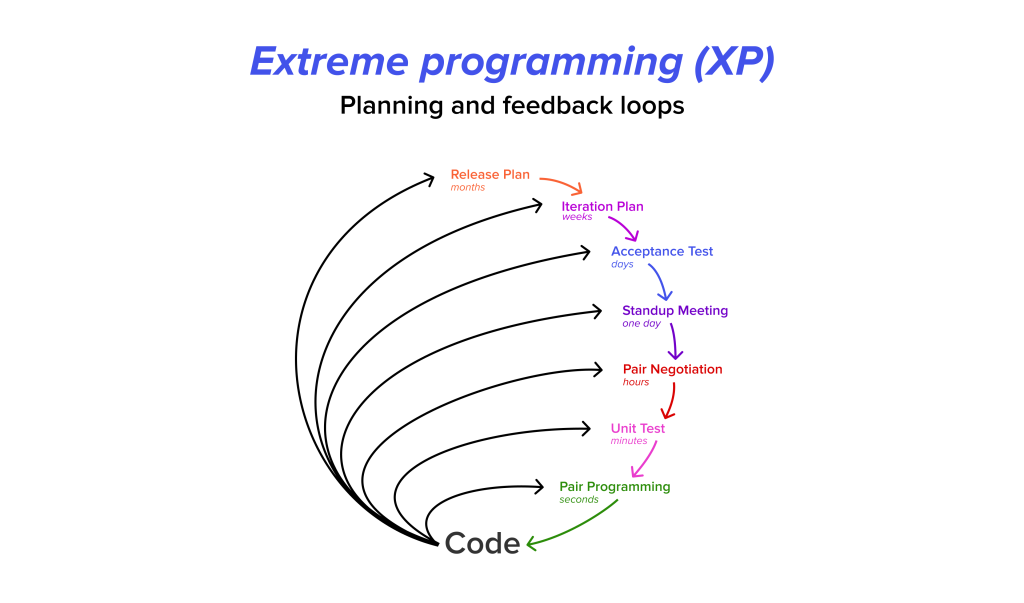 Extreme programming (XP)
Planning and feedback loops
Release Plan
months
Iteration Plan
weeks
Acceptance Test
days
Standup Meeting
one day
Pair Negotiation
hours
Unit Test
minutes
Pair Programming
seconds
Code